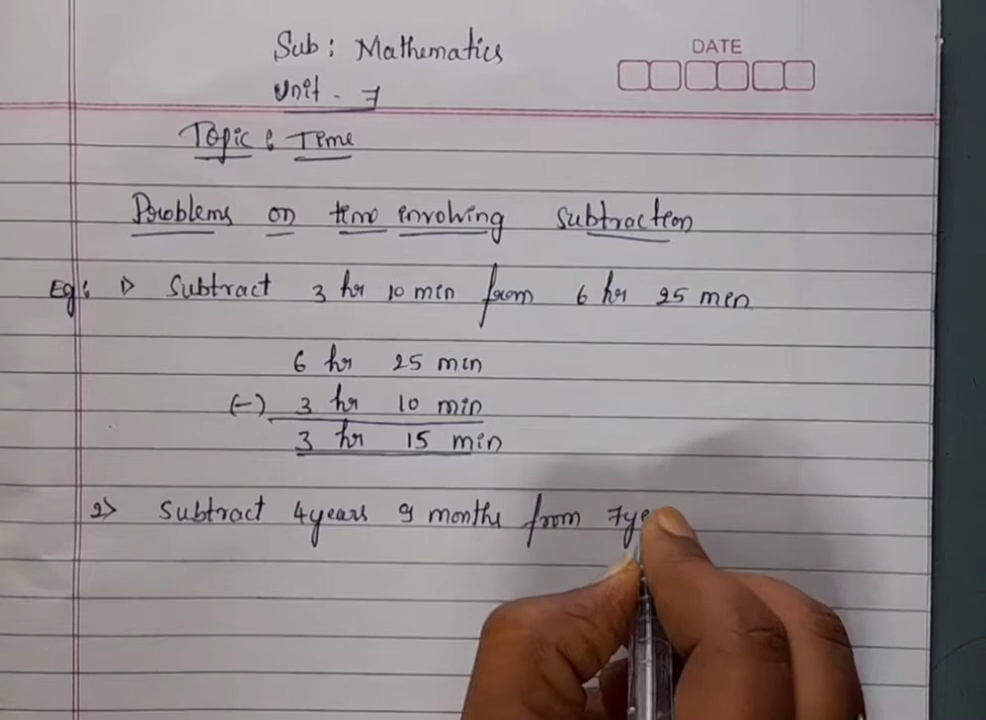 Sub : Mathematics
DATE
Unit - 7
Topic : Time
Problems on time involving subtraction
Eg: 1) Subtract 3 hr 10 min from 6 hr 25 min
6 hr 25 min
(-) 3 hr 10 min
3 hr 15 min
2) Subtract 4years 9 months from 7ye